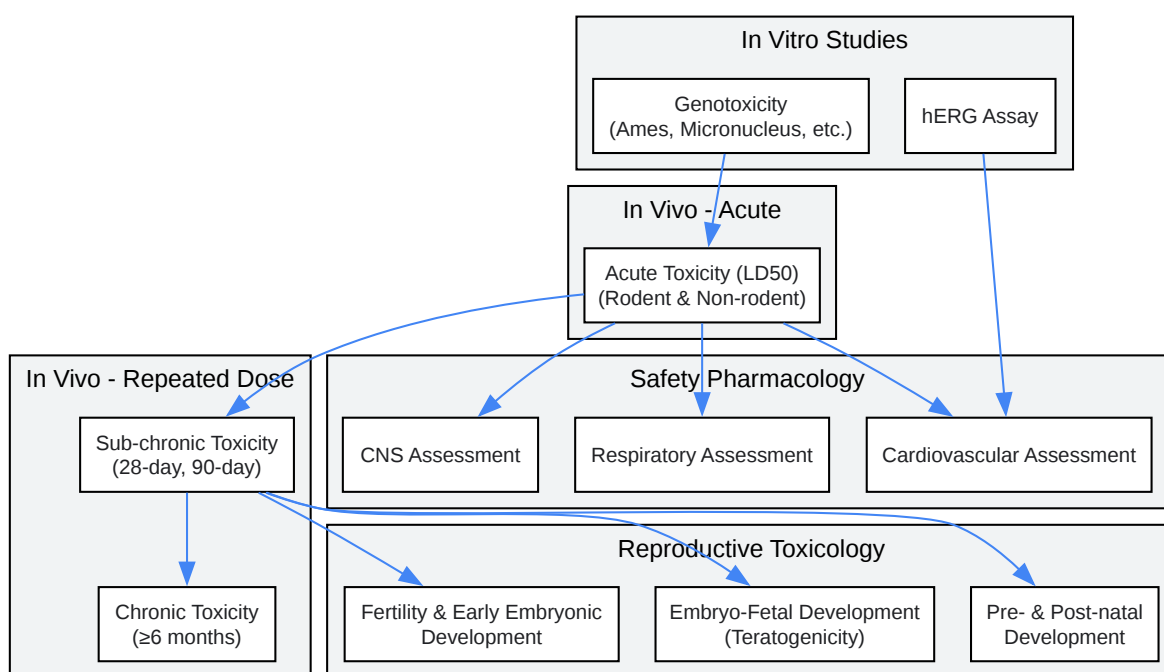 In Vitro Studies
Genotoxicity
(Ames, Micronucleus, etc.)
hERG Assay
In Vivo - Acute
Acute Toxicity (LD50)
(Rodent & Non-rodent)
In Vivo - Repeated Dose
Sub-chronic Toxicity
(28-day, 90-day)
Chronic Toxicity
(≥6 months)
Safety Pharmacology
CNS Assessment
Respiratory Assessment
Cardiovascular Assessment
Reproductive Toxicology
Fertility & Early Embryonic
Development
Embryo-Fetal Development
(Teratogenicity)
Pre- & Post-natal
Development